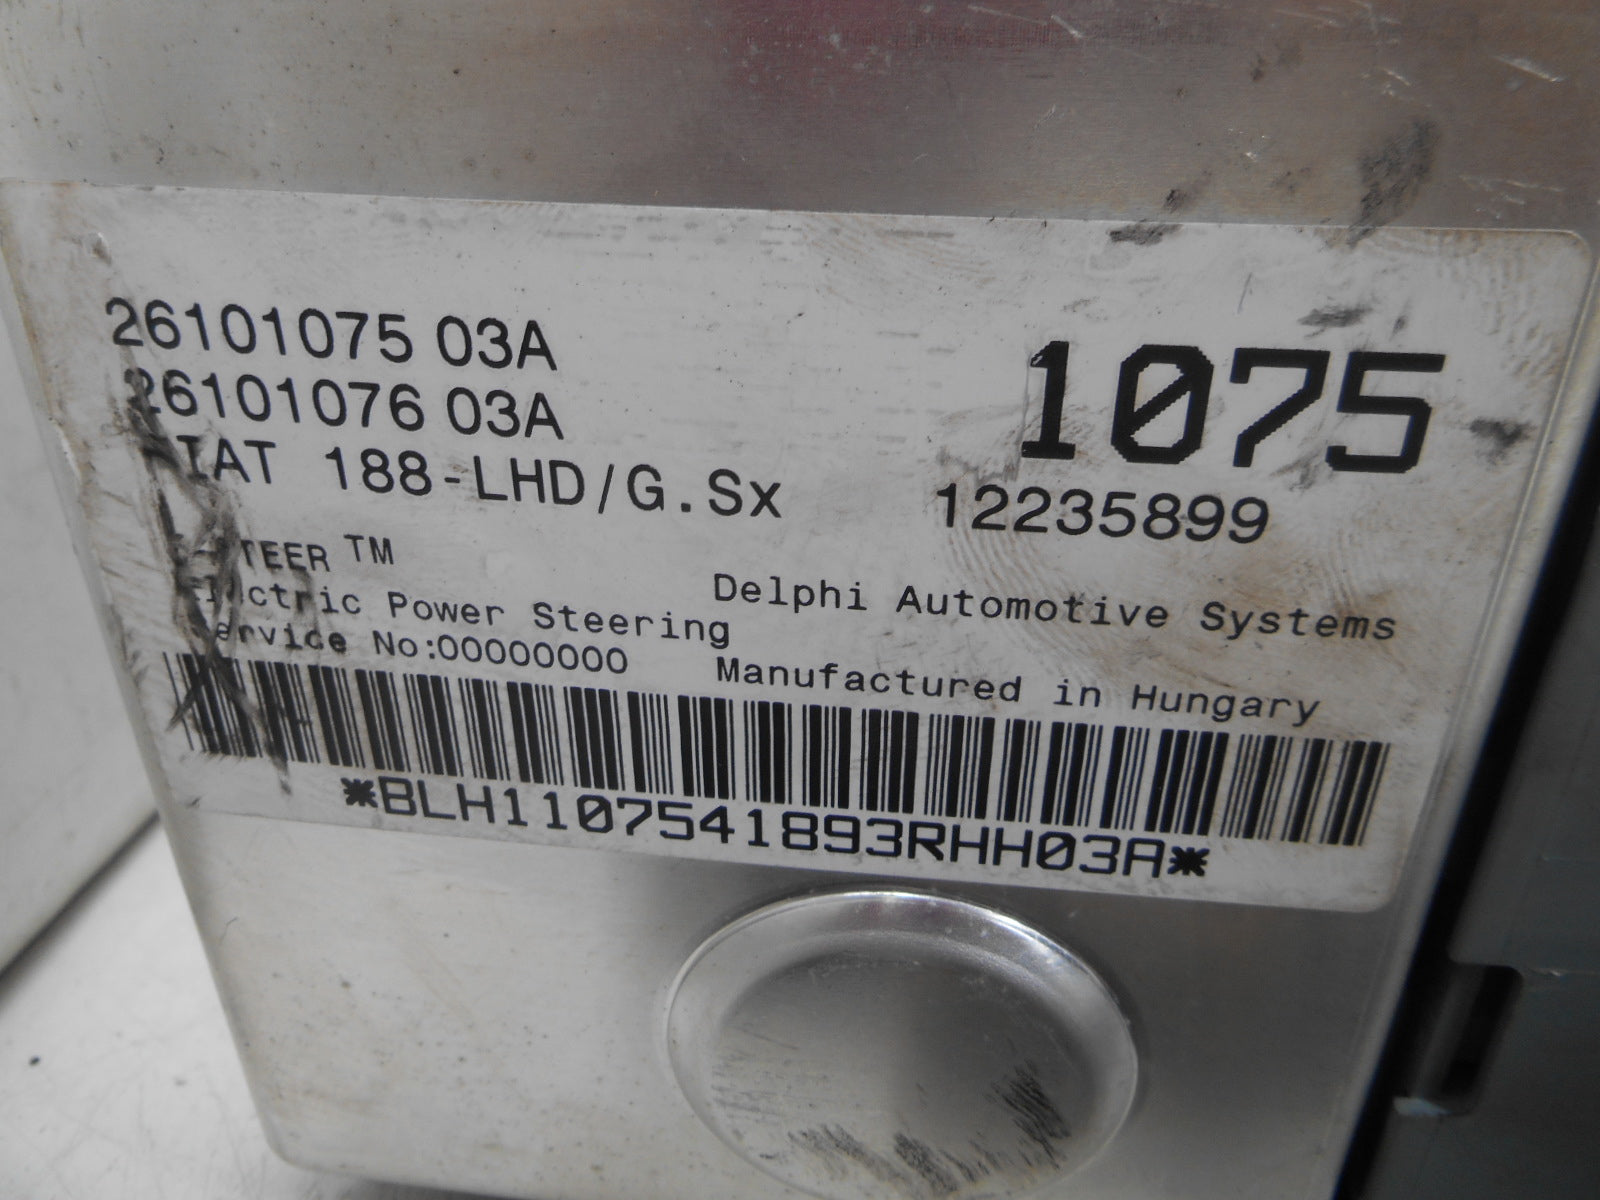 26101075 03A
26101076 03A
1075
FIAT 188-LHD/G.Sx
12235899
TM
Electric Power Steering
Delphi Automotive Systems
Service No:00000000
Manufactured in Hungary
*BLH1107541893RHH03A*